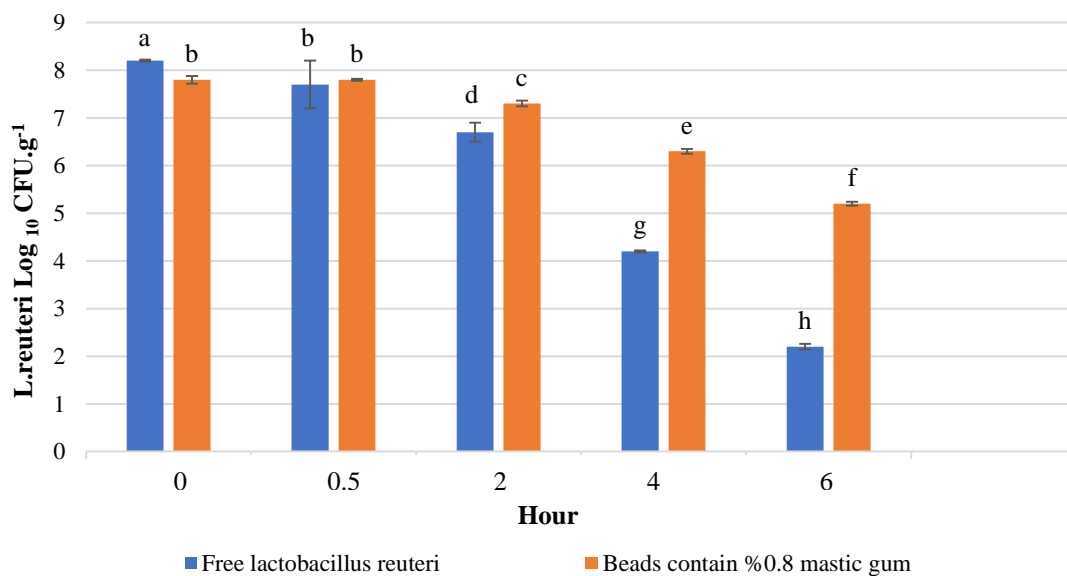 9
8
7
6
5
4
3
2
1
0
L.reuteri Log 10 CFU.g-1
a
b
b
b
d
c
g
e
h
f
0 0.5 2 4 6
Hour
Free lactobacillus reuteri Beads contain %0.8 mastic gum